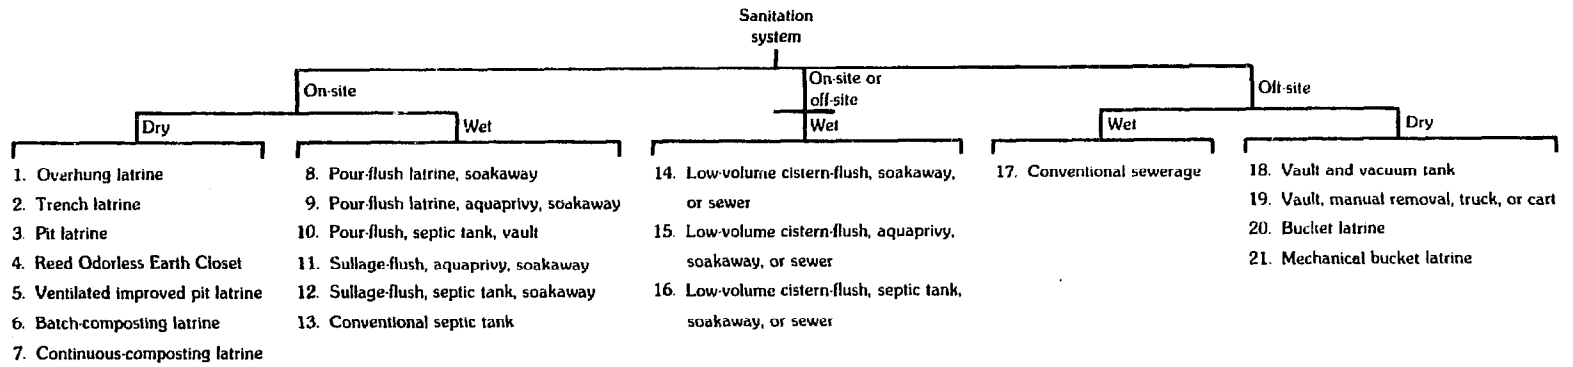 Sanitation
system
On-site
On-site or
off-site
Off-site
Dry
Wet
Wet
Wet
Dry
1. Overhung latrine
2. Trench latrine
3. Pit latrine
4. Reed Odorless Earth Closet
5. Ventilated improved pit latrine
6. Batch-composting latrine
7. Continuous-composting latrine
8. Pour-flush latrine, soakaway
9. Pour-flush latrine, aquaprivy, soakaway
10. Pour-flush, septic tank, vault
11. Sullage-flush, aquaprivy, soakaway
12. Sullage-flush, septic tank, soakaway
13. Conventional septic tank
14. Low-volume cistern-flush, soakaway,
or sewer
15. Low-volume cistern-flush, aquaprivy,
soakaway, or sewer
16. Low-volume cistern-flush, septic tank,
soakaway, or sewer
17. Conventional sewerage
18. Vault and vacuum tank
19. Vault, manual removal, truck, or cart
20. Bucket latrine
21. Mechanical bucket latrine